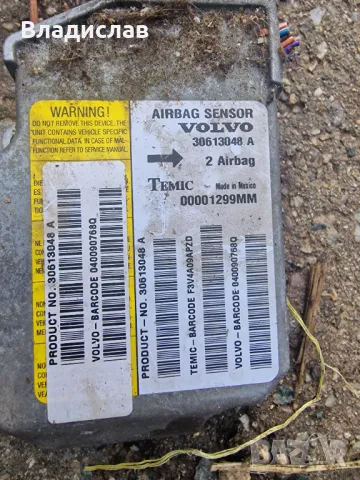 Владислав
WARNING!
DO NOT REMOVE THIS DEVICE. THE
UNIT CONTAINS VEHICLE SPECIFIC
FUNCTIONAL DATA. IN CASE OF MAL-
FUNCTION REFER TO SERVICE MANUAL.
AIRBAG SENSOR
VOLVO
30613048 A
2 Airbag
TEMIC Made in Mexico
00001299MM
PRODUCT NO..30613048 A
VOLVO-BARCODE 040090768Q
PRODUCT-NO. 30613048 A
TEMIC-BARCODE F3V4A09AP2D
VOLVO-BARCODE 040090768Q